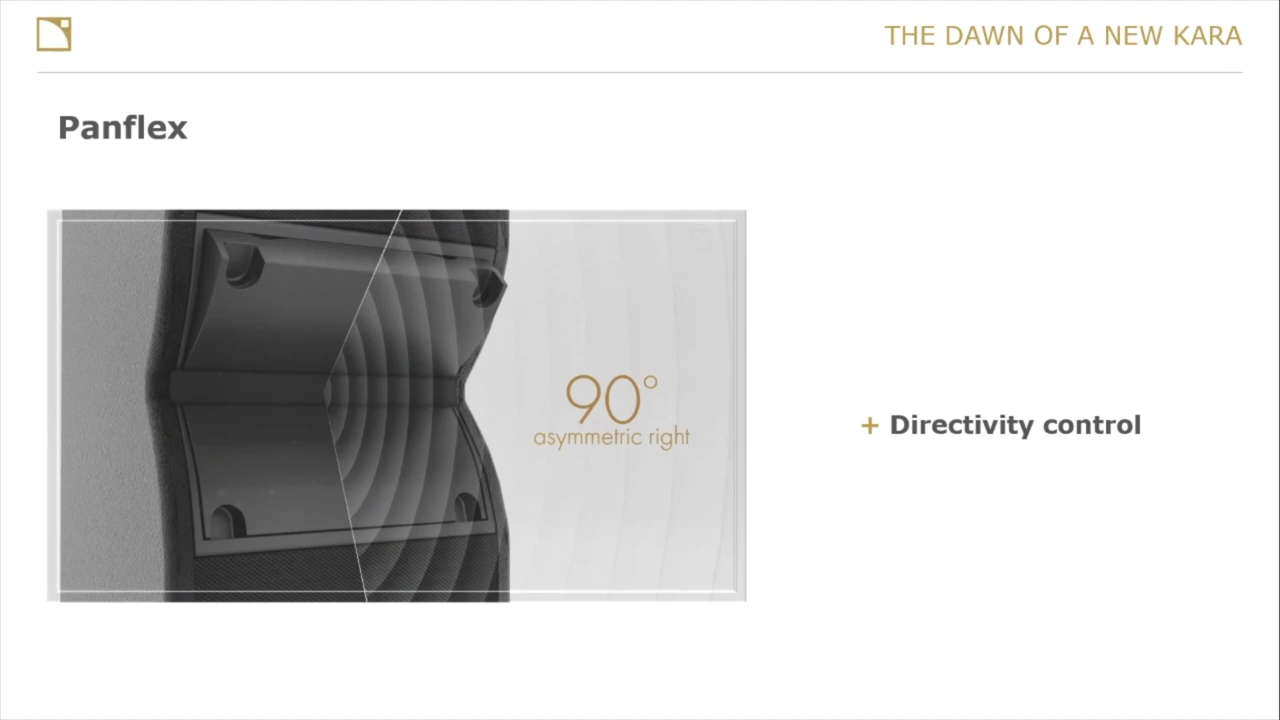 THE DAWN OF A NEW KARA
Panflex
90°
asymmetric right
+ Directivity control